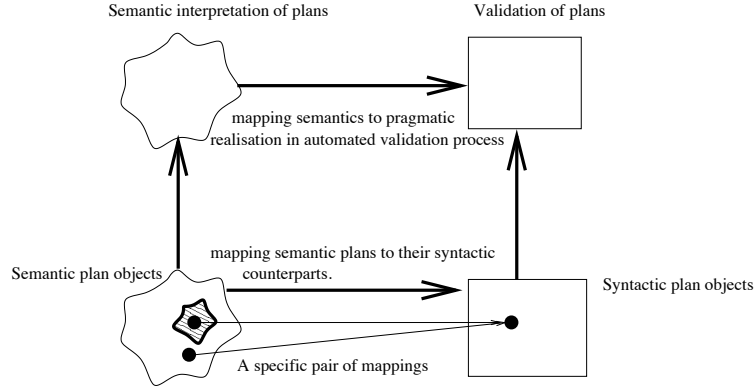 Semantic interpretation of plans
Validation of plans
mapping semantics to pragmatic
realisation in automated validation process
mapping semantic plans to their syntactic
counterparts.
Semantic plan objects
Syntactic plan objects
A specific pair of mappings